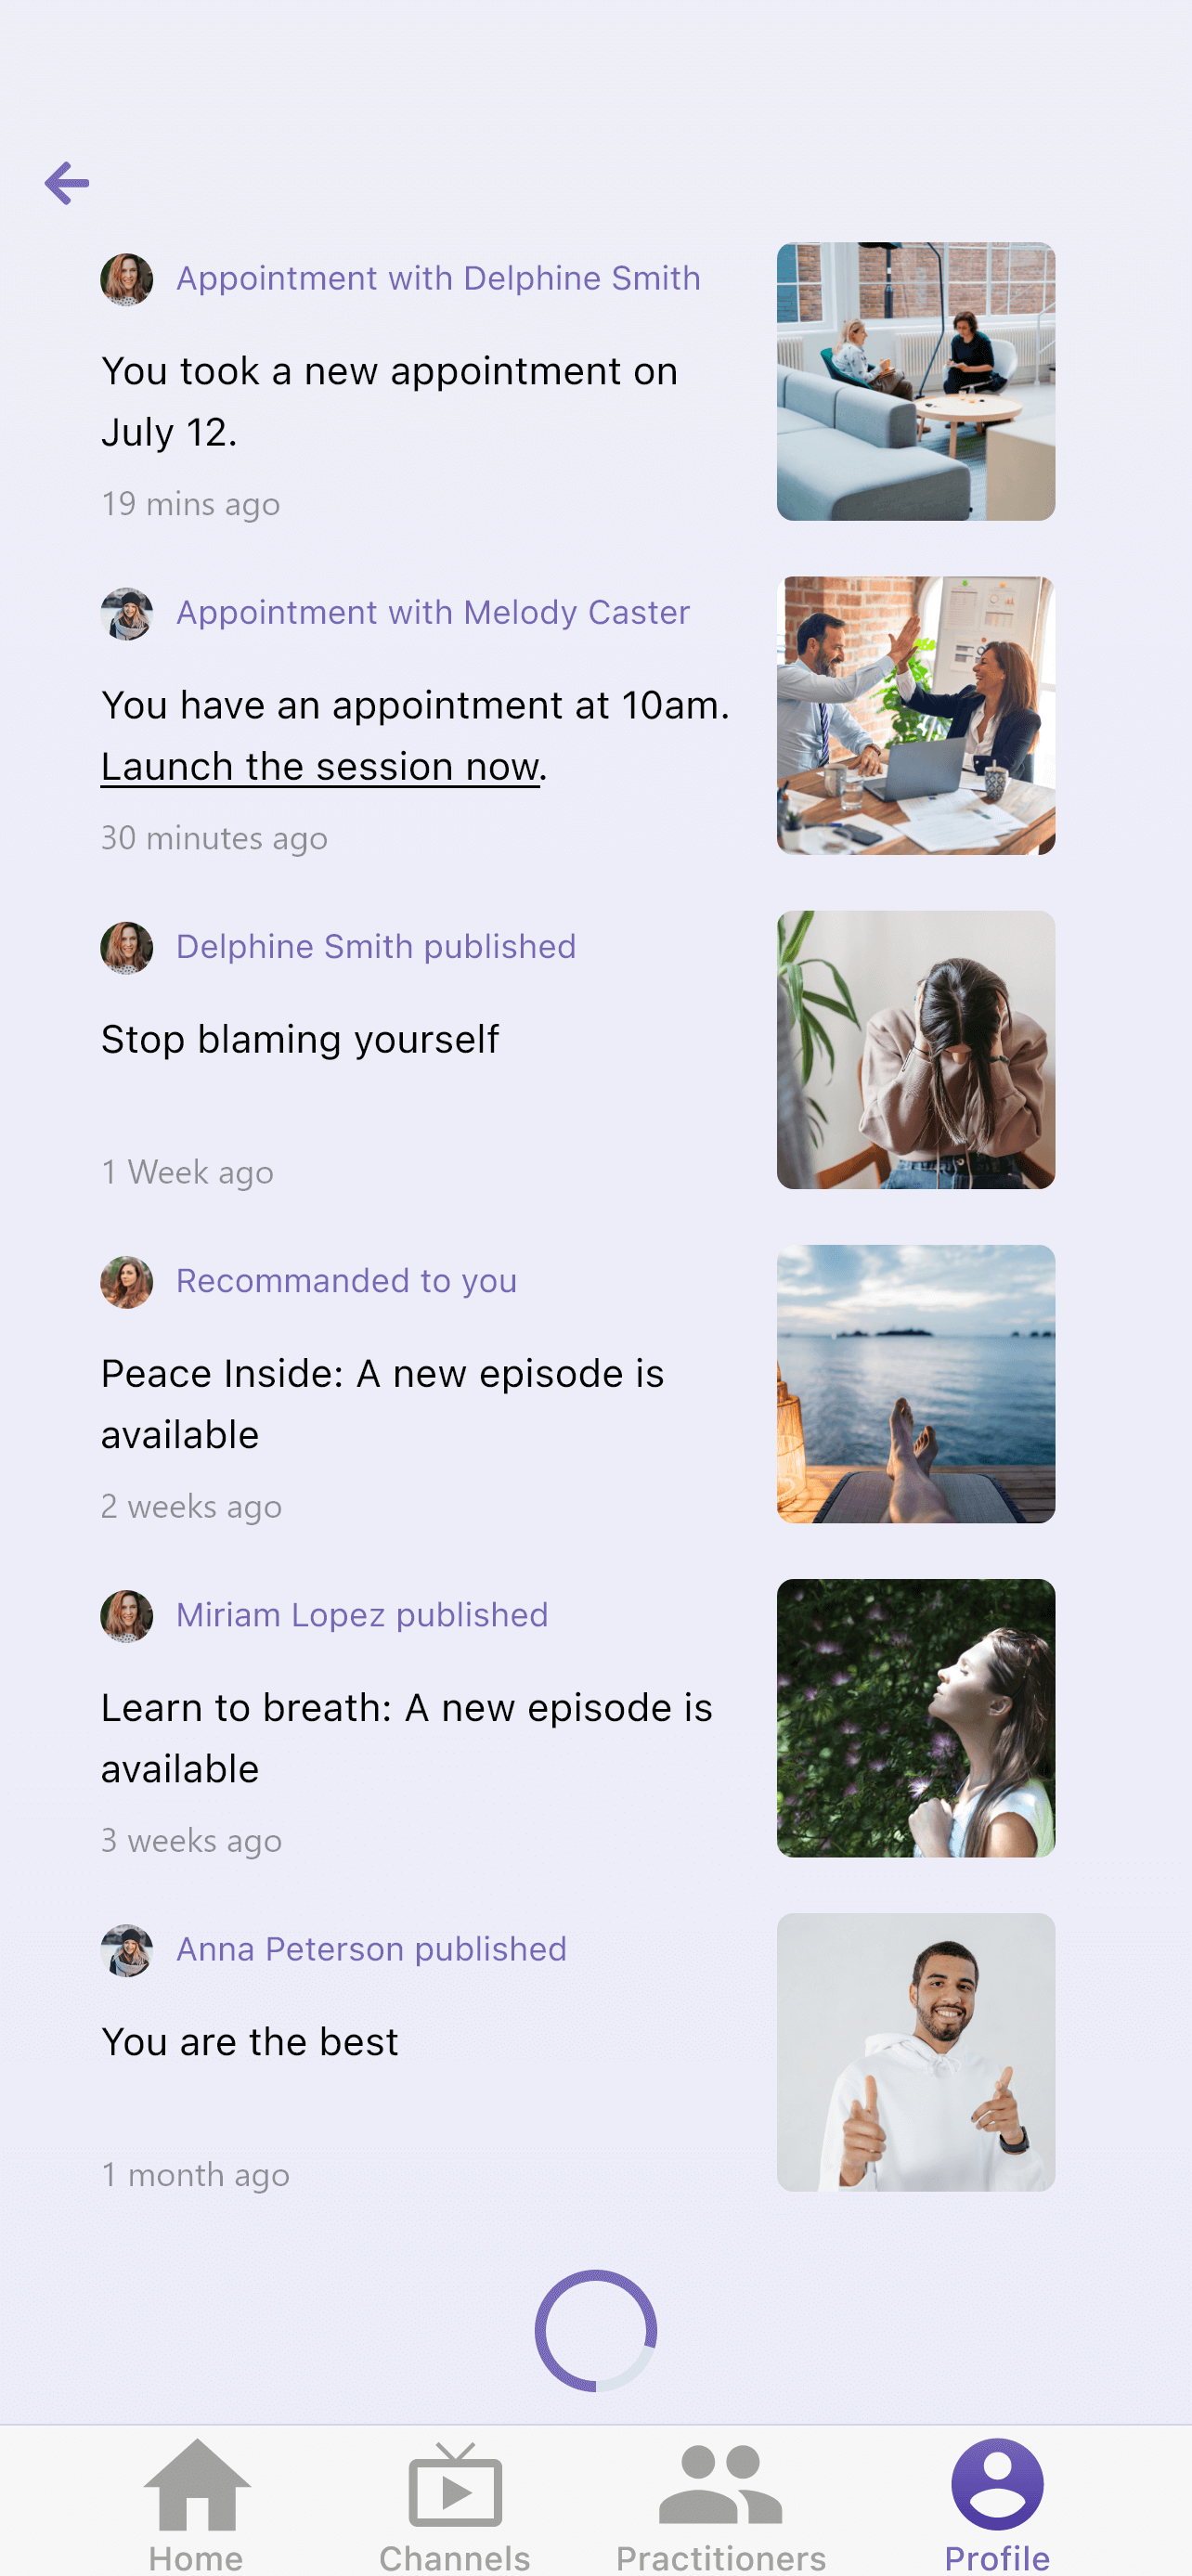 Appointment with Delphine Smith
You took a new appointment on
July 12.
19 mins ago
Appointment with Melody Caster
You have an appointment at 10am.
Launch the session now.
30 minutes ago
Delphine Smith published
Stop blaming yourself
1 Week ago
Recommanded to you
Peace Inside: A new episode is
available
2 weeks ago
Miriam Lopez published
Learn to breath: A new episode is
available
3 weeks ago
Anna Peterson published
You are the best
1 month ago
Home
Channels
Practitioners
Profile